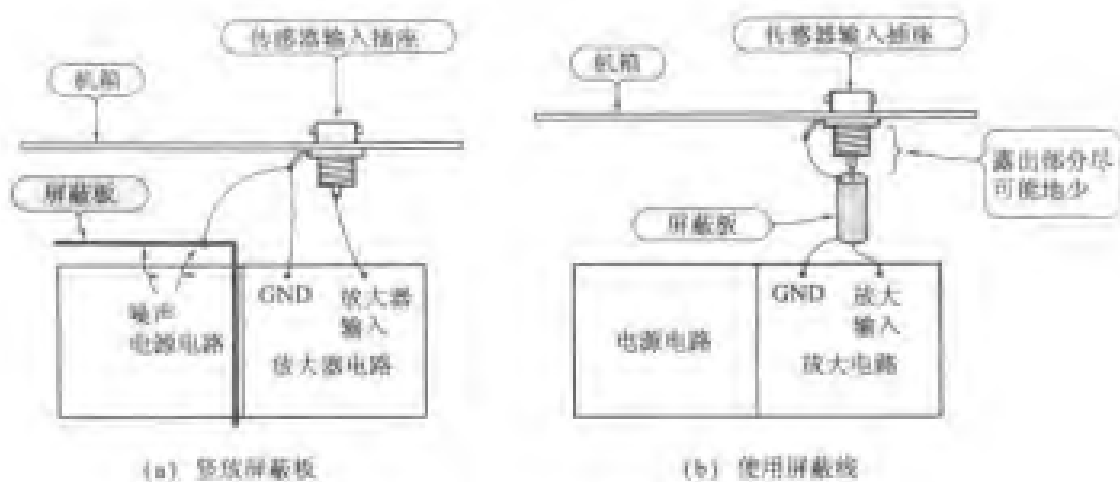 传感器输入插座
机箱
屏蔽板
噪声
电源电路
GND
放大器
输入
放大器电路
(a) 竖放屏蔽板
传感器输入插座
机箱
露出部分尽
可能地少
屏蔽板
电源电路
GND
放大
输入
放大电路
(b) 使用屏蔽线